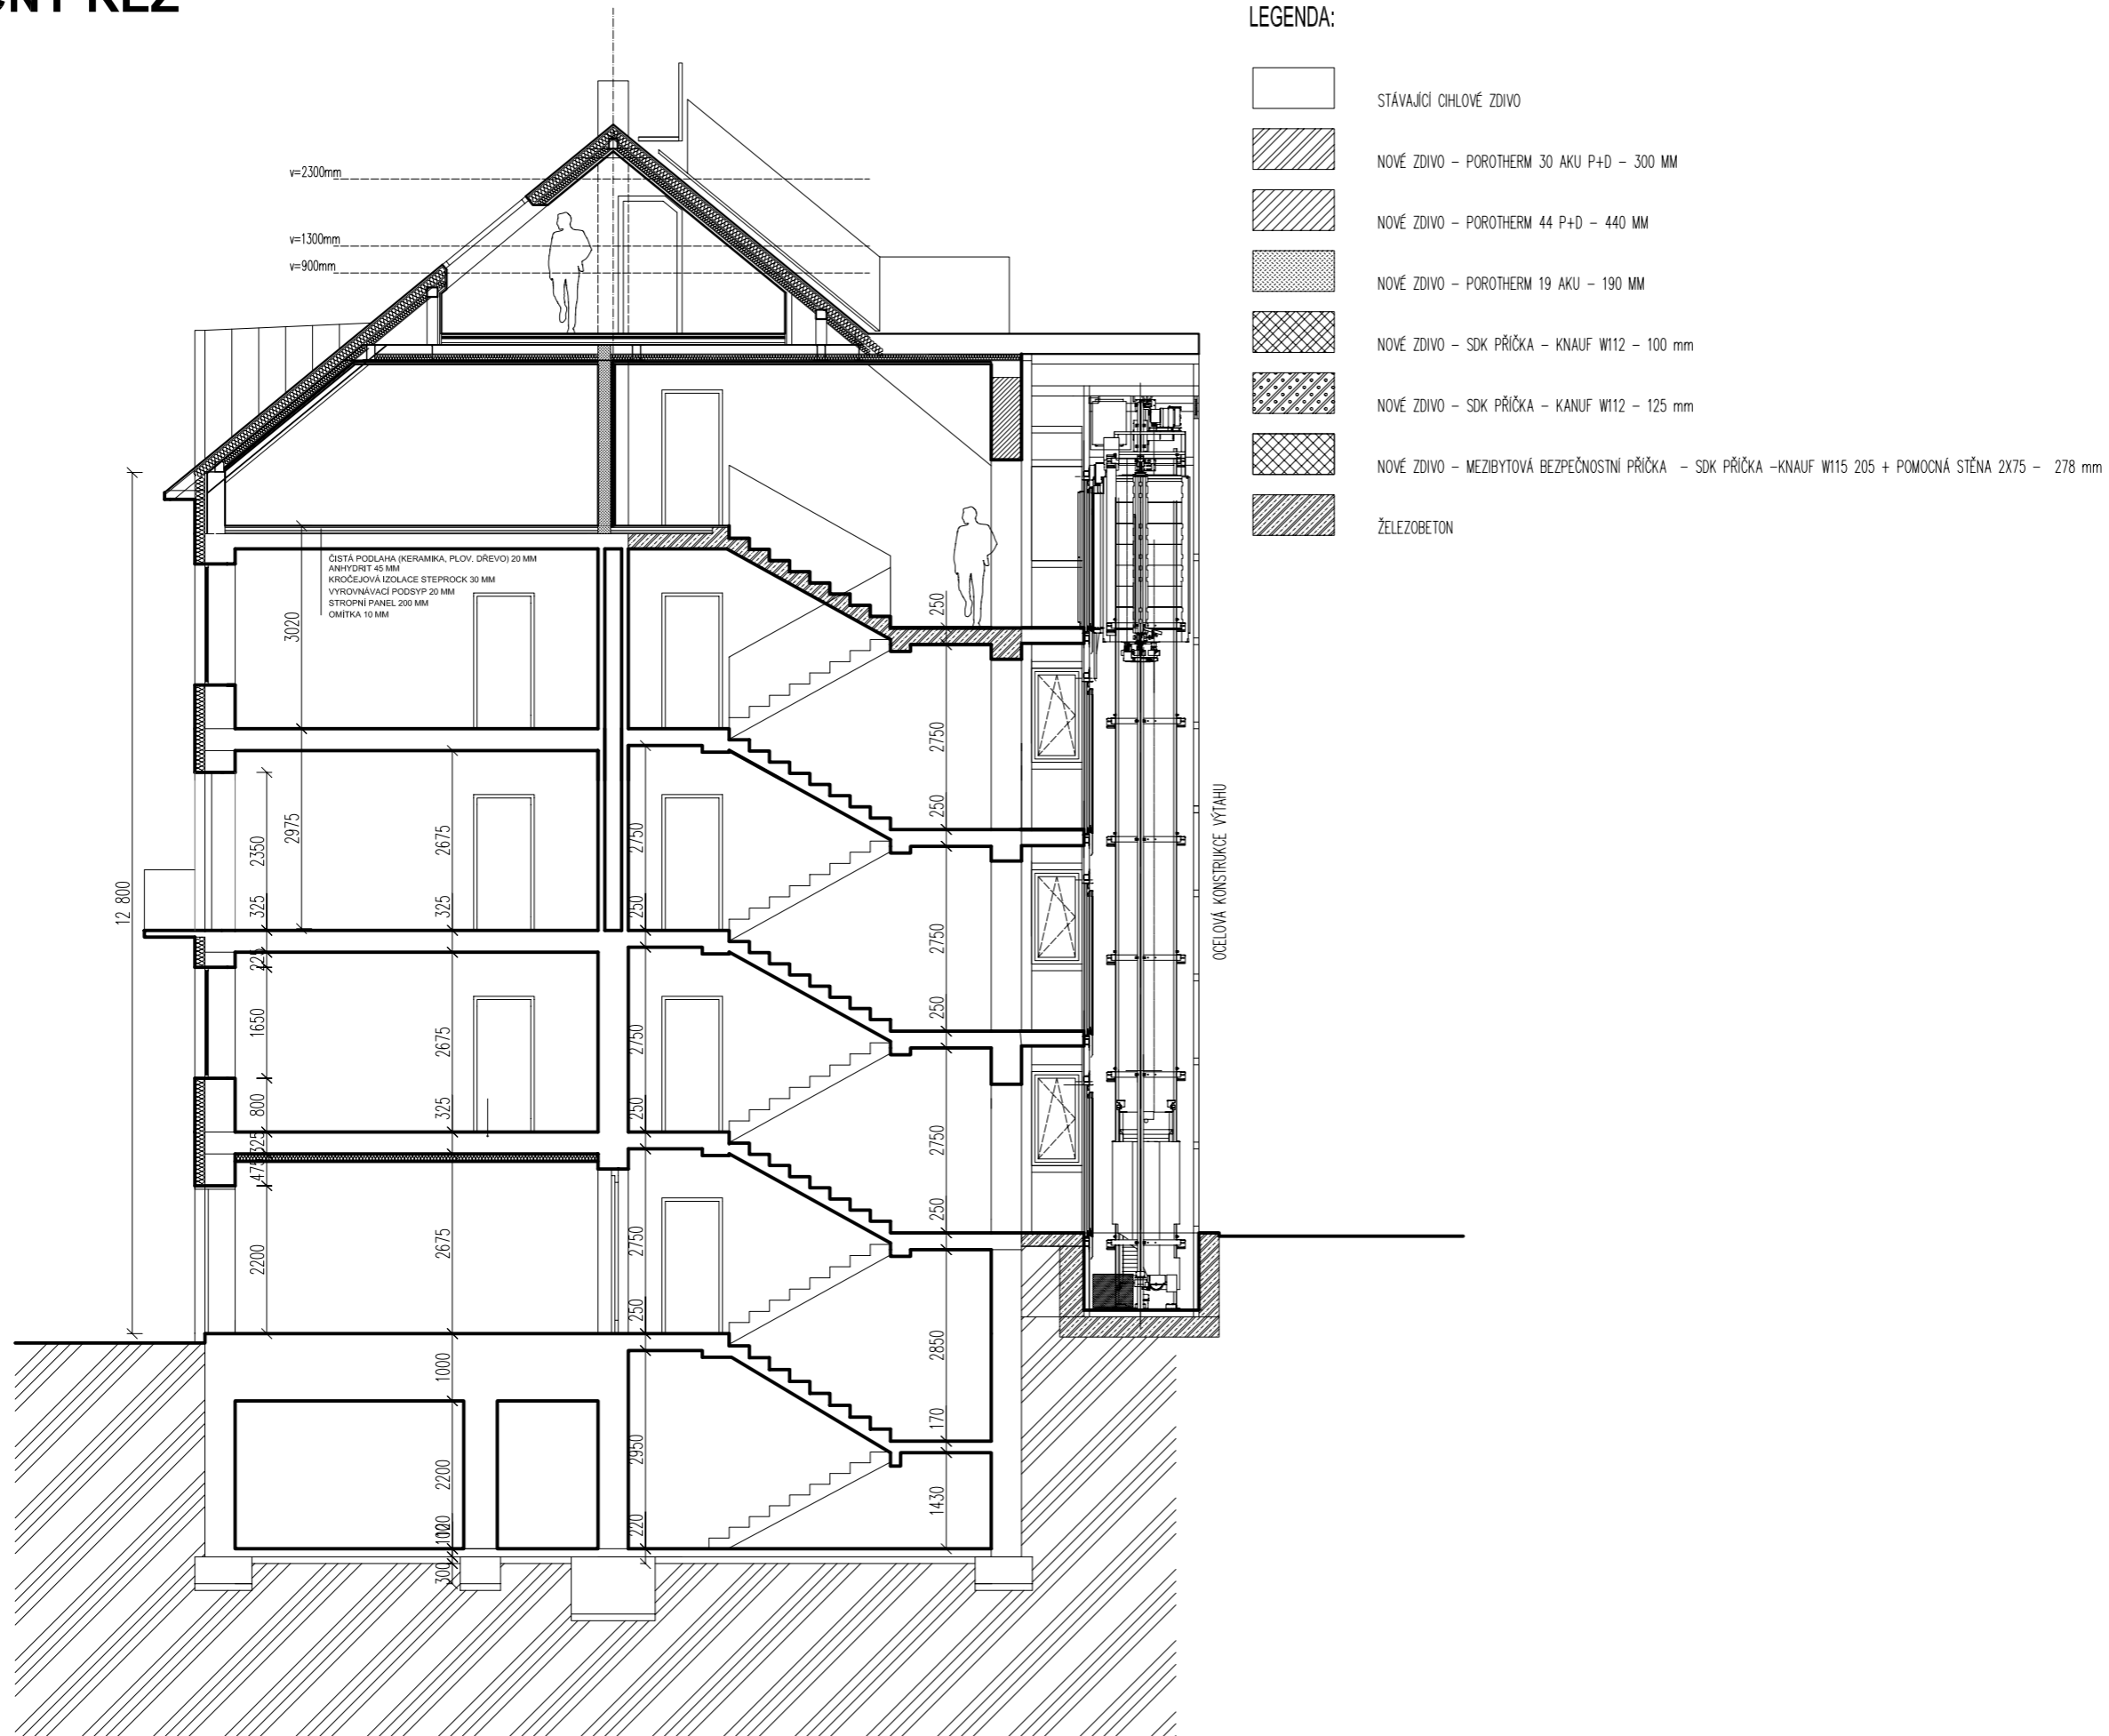 LEGENDA:
STÁVAJÍCÍ CIHLOVÉ ZDIVO
NOVÉ ZDIVO – POROTHERM 30 AKU P+D – 300 MM
NOVÉ ZDIVO – POROTHERM 44 P+D – 440 MM
NOVÉ ZDIVO – POROTHERM 19 AKU – 190 MM
NOVÉ ZDIVO – SDK PŘÍČKA – KNAUF W112 – 100 mm
NOVÉ ZDIVO – SDK PŘÍČKA – KANUF W112 – 125 mm
NOVÉ ZDIVO – MEZIBYTOVÁ BEZPEČNOSTNÍ PŘÍČKA – SDK PŘÍČKA –KNAUF W115 205 + POMOCNÁ STĚNA 2X75 – 278 mm
ŽELEZOBETON
v=2300mm
v=1300mm
v=900mm
ČISTÁ PODLAHA (KERAMIKA, PLOV. DŘEVO) 20 MM
ANHYDRIT 45 MM
KROČEJOVÁ IZOLACE STEPROCK 30 MM
VYROVNÁVACÍ PODSYP 20 MM
STROPNÍ PANEL 200 MM
OMÍTKA 10 MM
12 800
3020
2975
2350
325
225
1650
800
325
475
2200
2675
325
2675
325
2675
1000
2200
300
2750
250
2750
250
2750
250
2950
220
250
2750
250
2750
250
2750
250
2850
170
1430
OCELOVÁ KONSTRUKCE VÝTAHU